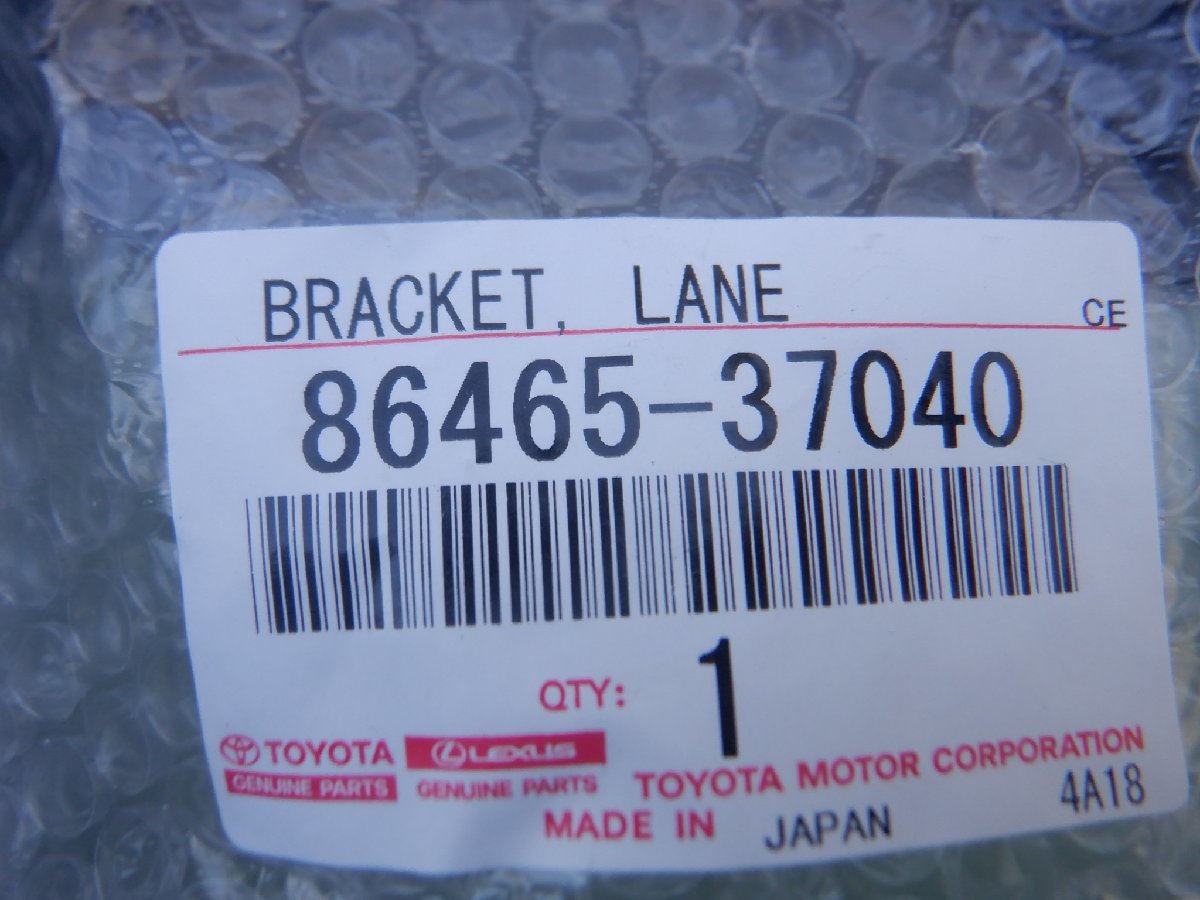 BRACKET, LANE
CE
86465-37040
QTY: 1
TOYOTA LEXUS
GENUINE PARTS GENUINE PARTS TOYOTA MOTOR CORPORATION
MADE IN JAPAN 4A18